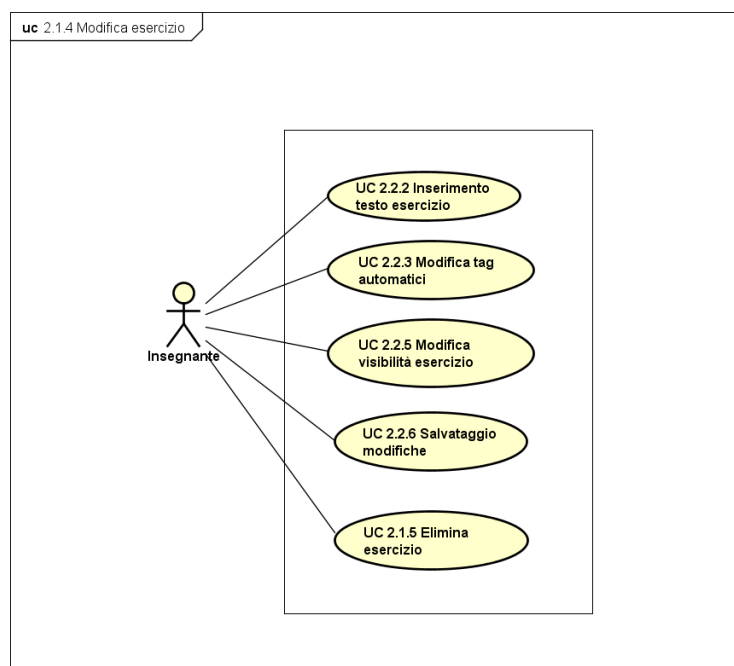 uc 2.1.4 Modifica esercizio
UC 2.2.2 Inserimento
testo esercizio
UC 2.2.3 Modifica tag
automatici
UC 2.2.5 Modifica
visibilità esercizio
Insegnante
UC 2.2.6 Salvataggio
modifiche
UC 2.1.5 Elimina
esercizio